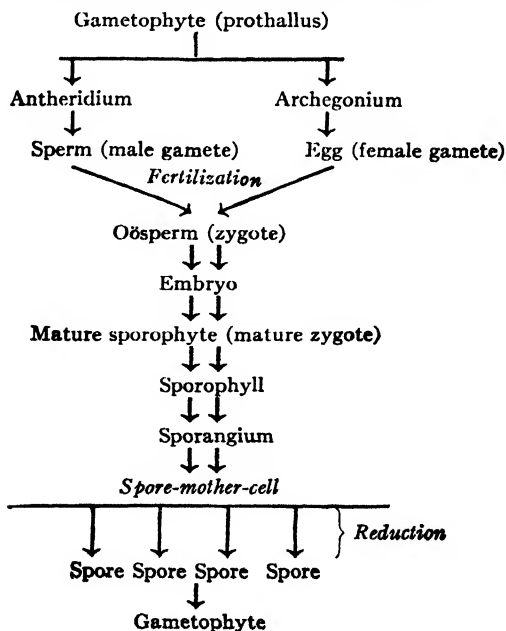 Gametophyte (prothallus)
Antheridium Archegonium
Sperm (male gamete) Egg (female gamete)
Fertilization
Oösperm (zygote)
Embryo
Mature sporophyte (mature zygote)
Sporophyll
Sporangium
Spore-mother-cell
Reduction
Spore Spore Spore Spore
Gametophyte